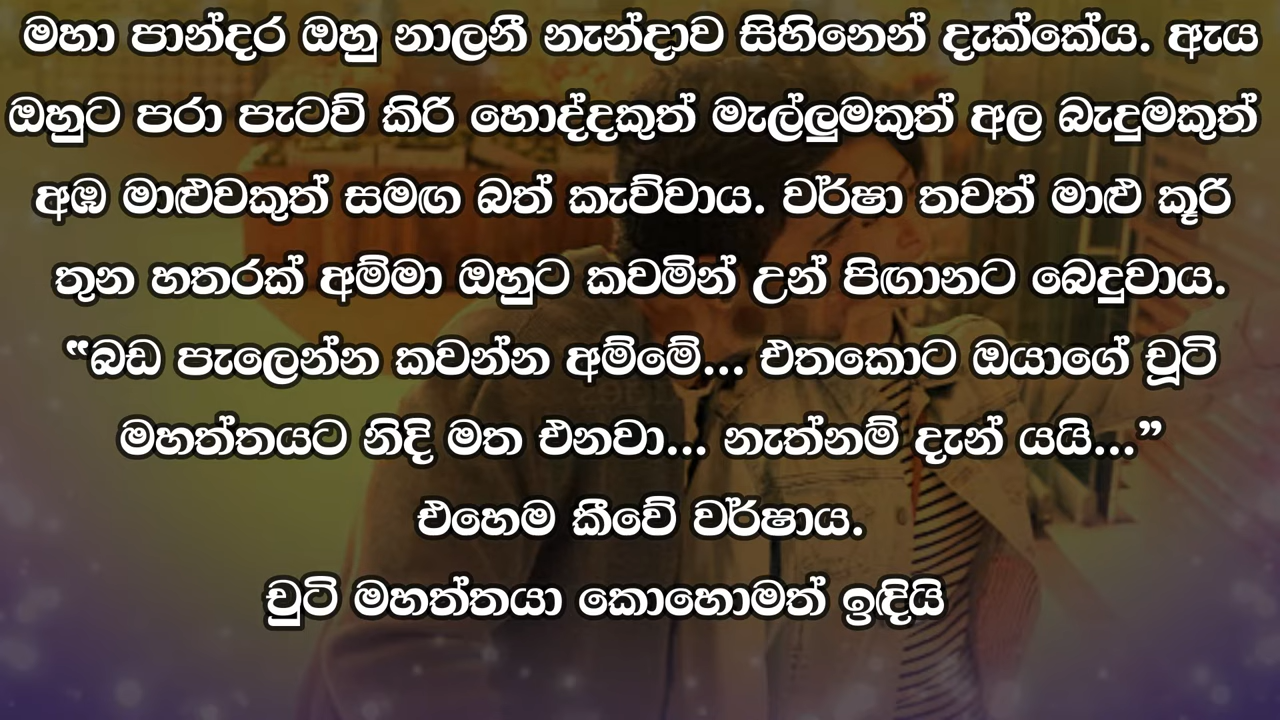 මහා පාන්දර ඔහු නාලනී නැන්දාව සිහිනෙන් දැක්කේය. ඇය
ඔහුට පරා පැටව් කිරි හොද්දකුත් මැල්ලුමකුත් අල බැදුමකුත්
අඹ මාළුවකුත් සමඟ බත් කැව්වාය. වර්ෂා තවත් මාළු කූරි
තුන හතරක් අම්මා ඔහුට කවමින් උන් පිඟානට බෙදුවාය.
“බඩ පැලෙන්න කවන්න අම්මේ... එතකොට ඔයාගේ චූටි
මහත්තයට නිදි මත එනවා... නැත්නම් දැන් යයි...”
එහෙම කීවේ වර්ෂාය.
චුටි මහත්තයා කොහොමත් ඉඳියි